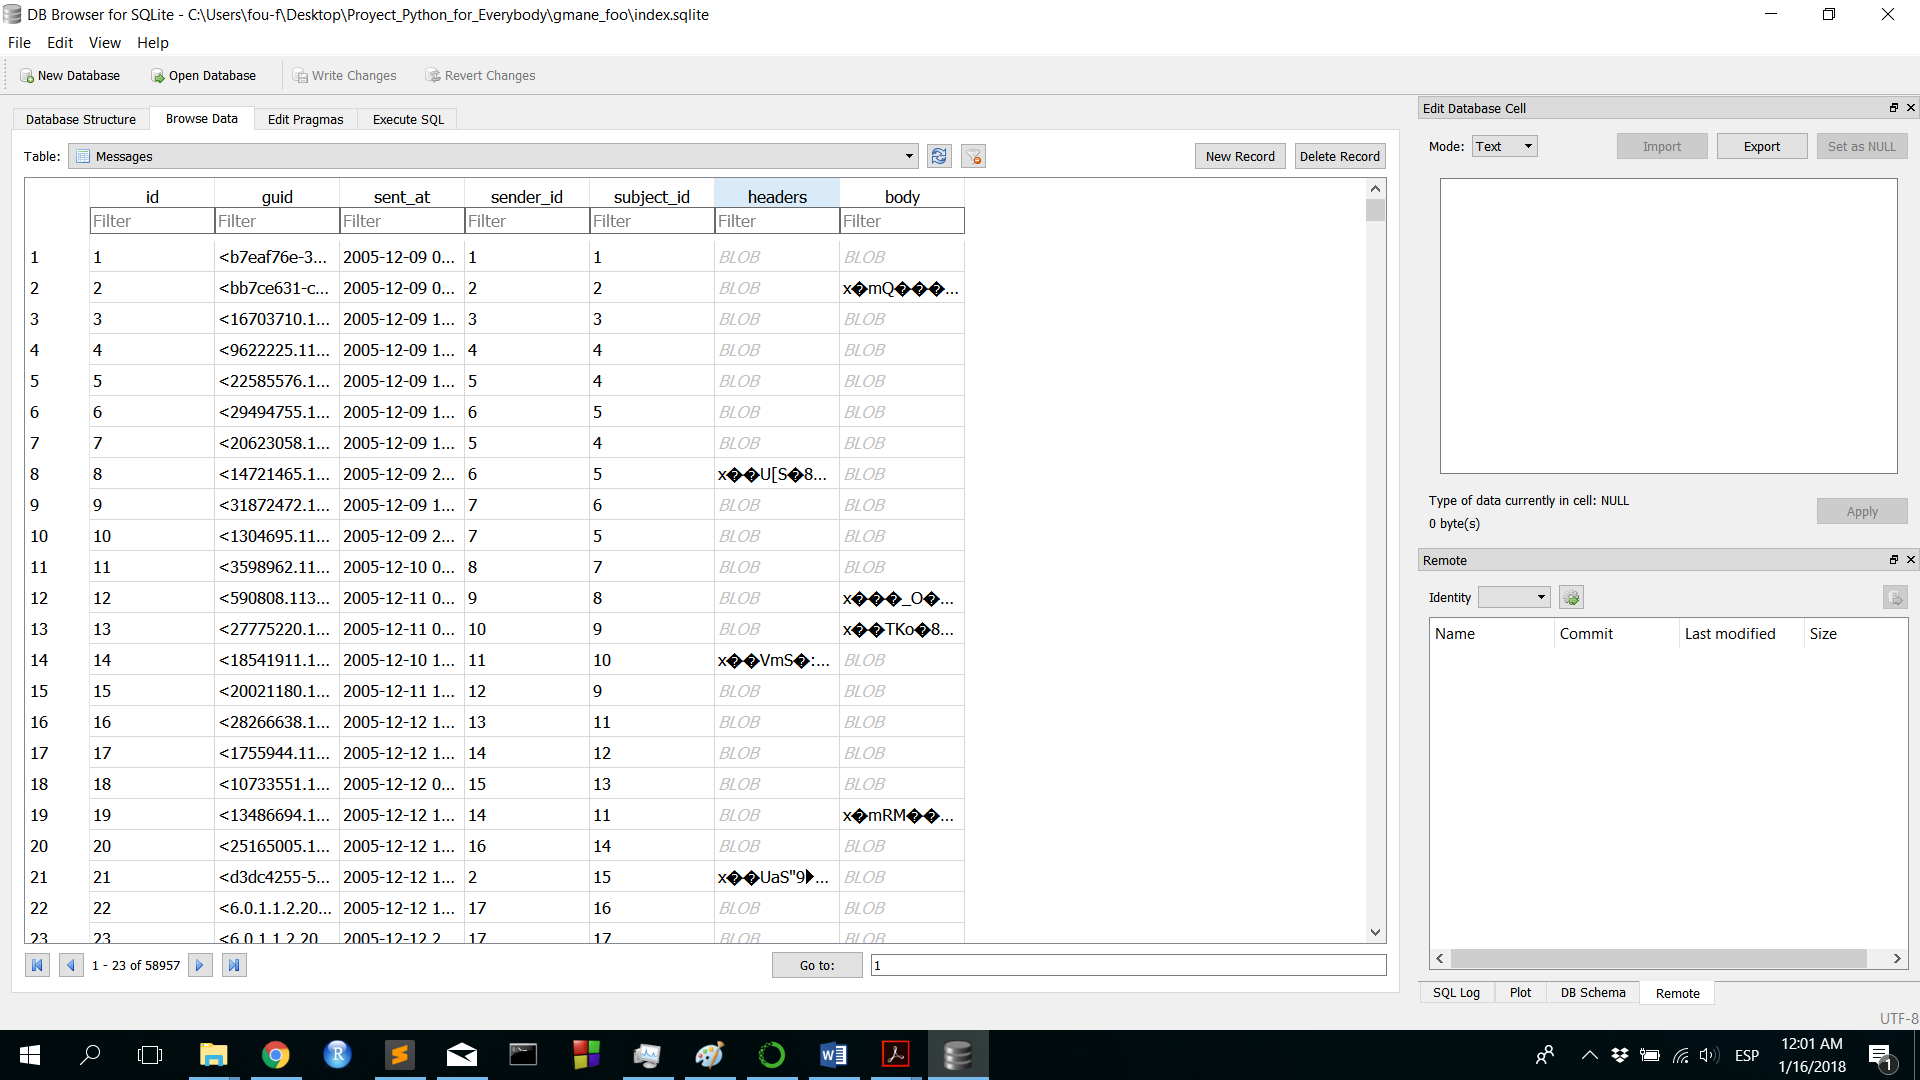 DB Browser for SQLite - C:\Users\fou-f\Desktop\Proyect_Python_for_Everybody\gmane_foo\index.sqlite
File Edit View Help
New Database Open Database Write Changes Revert Changes
Database Structure Browse Data Edit Pragmas Execute SQL
Table: Messages New Record Delete Record
id guid sent_at sender_id subject_id headers body
Filter Filter Filter Filter Filter Filter Filter
1 1 <b7eaf76e-3... 2005-12-09 0... 1 1 BLOB BLOB
2 2 <bb7ce631-c... 2005-12-09 0... 2 2 BLOB x�mQ���...
3 3 <16703710.1... 2005-12-09 1... 3 3 BLOB BLOB
4 4 <9622225.11... 2005-12-09 1... 4 4 BLOB BLOB
5 5 <22585576.1... 2005-12-09 1... 5 4 BLOB BLOB
6 6 <29494755.1... 2005-12-09 1... 6 5 BLOB BLOB
7 7 <20623058.1... 2005-12-09 1... 5 4 BLOB BLOB
8 8 <14721465.1... 2005-12-09 2... 6 5 x��U[S�8... BLOB
9 9 <31872472.1... 2005-12-09 1... 7 6 BLOB BLOB
10 10 <1304695.11... 2005-12-09 2... 7 5 BLOB BLOB
11 11 <3598962.11... 2005-12-10 0... 8 7 BLOB BLOB
12 12 <590808.113... 2005-12-11 0... 9 8 BLOB x���_O�...
13 13 <27775220.1... 2005-12-11 0... 10 9 BLOB x��TKo�8...
14 14 <18541911.1... 2005-12-10 1... 11 10 x��VmS�:... BLOB
15 15 <20021180.1... 2005-12-11 1... 12 9 BLOB BLOB
16 16 <28266638.1... 2005-12-12 1... 13 11 BLOB BLOB
17 17 <1755944.11... 2005-12-12 1... 14 12 BLOB BLOB
18 18 <10733551.1... 2005-12-12 0... 15 13 BLOB BLOB
19 19 <13486694.1... 2005-12-12 1... 14 11 BLOB x�mRM��...
20 20 <25165005.1... 2005-12-12 1... 16 14 BLOB BLOB
21 21 <d3dc4255-5... 2005-12-12 1... 2 15 x��UaS"9... BLOB
22 22 <6.0.1.1.2.20... 2005-12-12 1... 17 16 BLOB BLOB
23 23 <6.0.1.1.2.20... 2005-12-12 2... 17 17 BLOB BLOB
1 - 23 of 58957 Go to: 1
Edit Database Cell
Mode: Text Import Export Set as NULL
Type of data currently in cell: NULL
0 byte(s)
Apply
Remote
Identity
Name Commit Last modified Size
SQL Log Plot DB Schema Remote
UTF-8
ESP
12:01 AM
1/16/2018
1